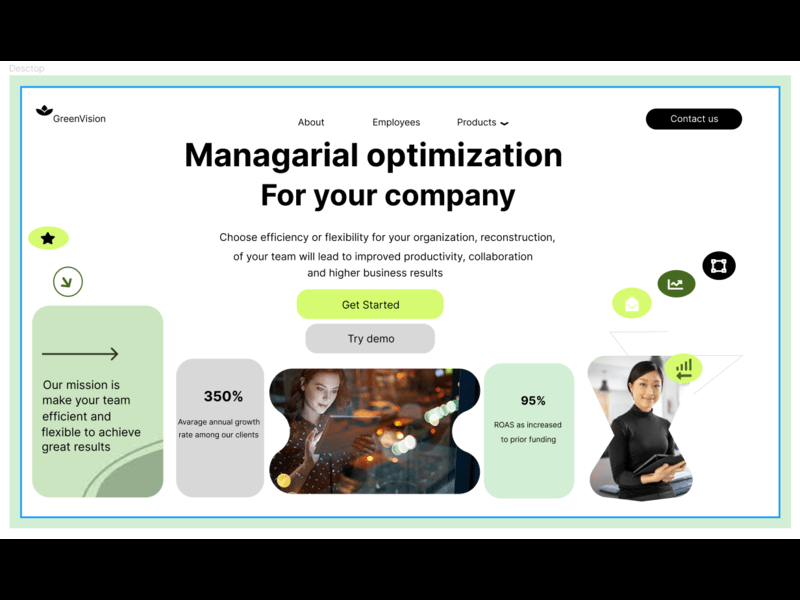 Desctop
GreenVision
About
Employees
Products
Contact us
Managarial optimization
For your company
Choose efficiency or flexibility for your organization, reconstruction,
of your team will lead to improved productivity, collaboration
and higher business results
Get Started
Try demo
Our mission is
make your team
efficient and
flexible to achieve
great results
350%
Avarage annual growth
rate among our clients
95%
ROAS as increased
to prior funding